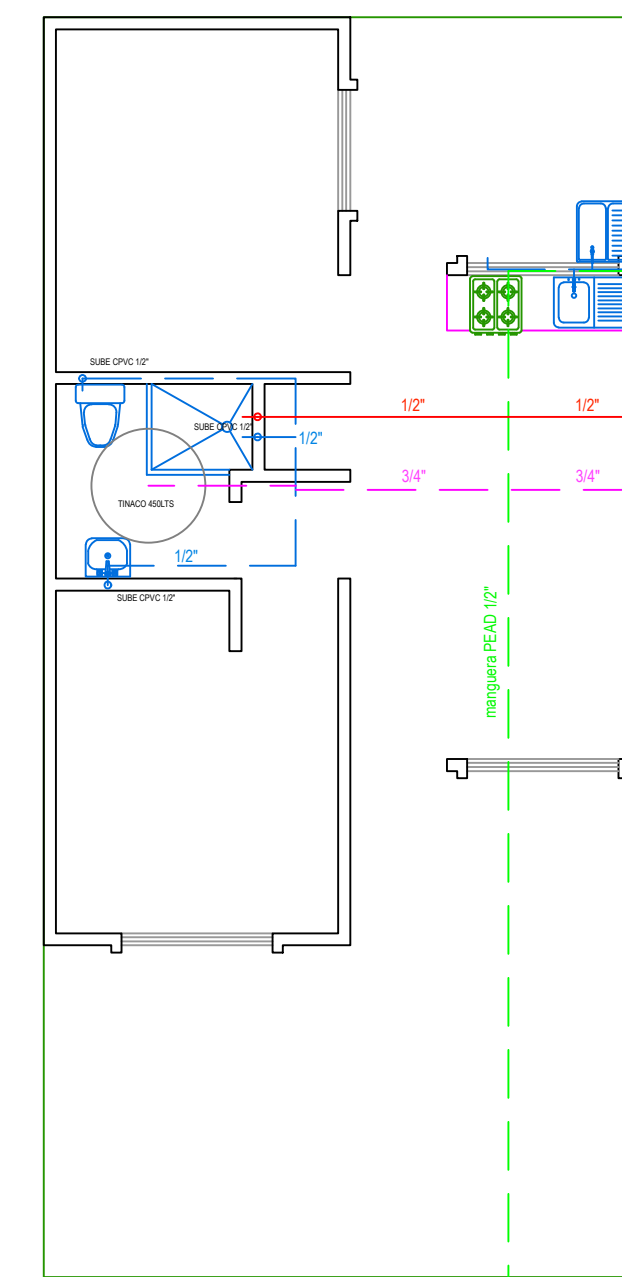 SUBE CPVC 1/2"
1/2"
1/2"
SUBE CPVC 1/2"
1/2"
3/4"
3/4"
TINACO 450LTS
1/2"
SUBE CPVC 1/2"
manguera PEAD 1/2"